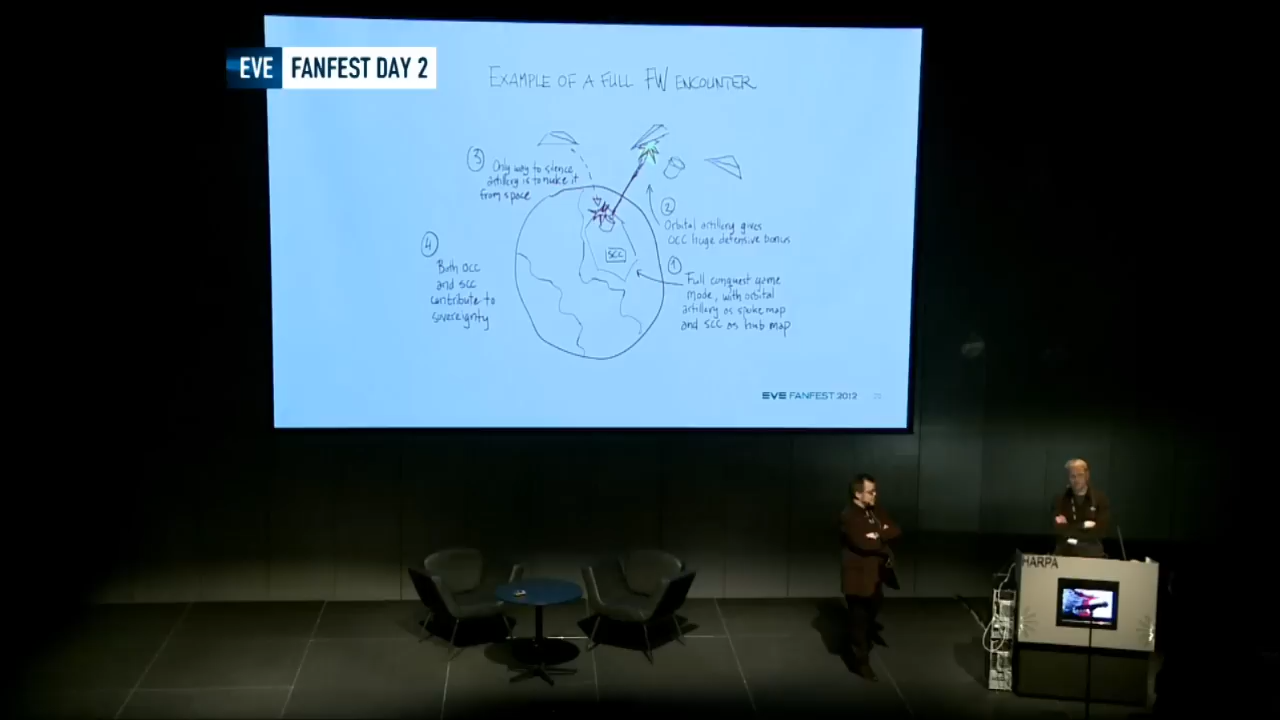 EVE FANFEST DAY 2
EXAMPLE OF A FULL FW ENCOUNTER
3
Only way to silence
artillery is to nuke it
from space
2
Orbital artillery gives
OCC huge defensive bonus
4
Both OCC
and SCC
contribute to
sovereignty
SCC
1
Full conquest game
mode, with orbital
artillery as spoke map
and SCC as hub map
EVE FANFEST 2012
HARPA